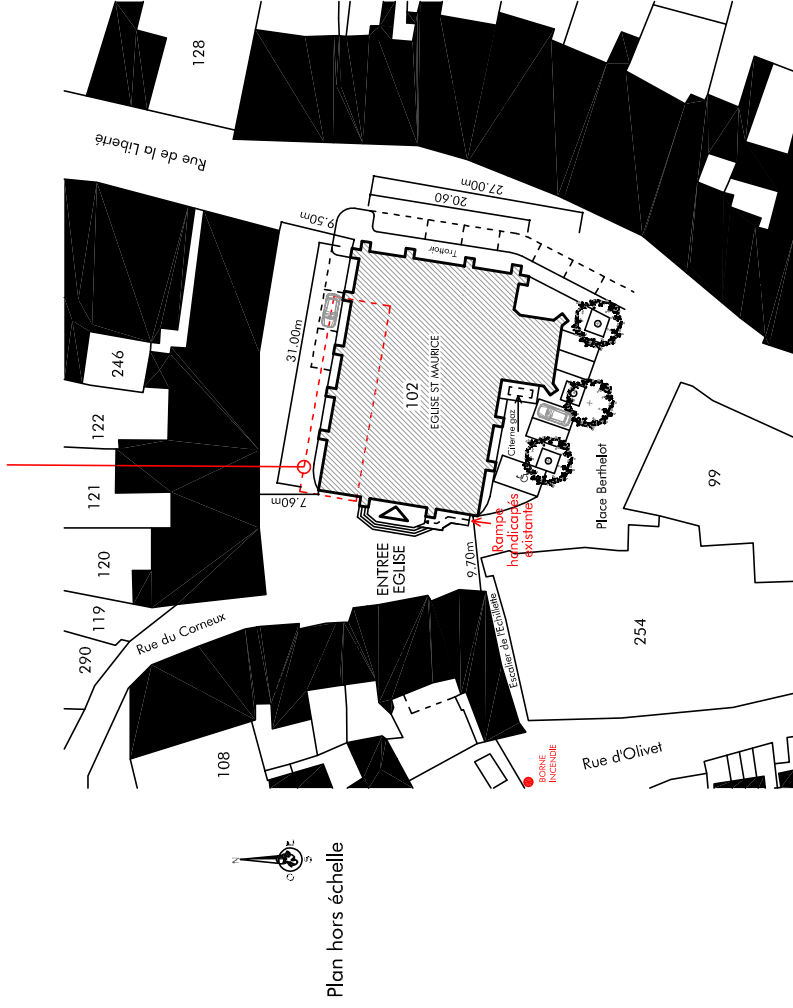 128
Rue de la Liberté
27.00m
20.60
9.50m
Trottoir
31.00m
246
122
121
120
119
290
102
EGLISE ST MAURICE
Citerne gaz
7.60m
ENTREE
EGLISE
Rampe
handicapés
existante
9.70m
Place Berthelot
99
Rue du Corneux
Escalier de l'Echillette
254
108
BORNE
INCENDIE
Rue d'Olivet
N
O
S
Plan hors échelle